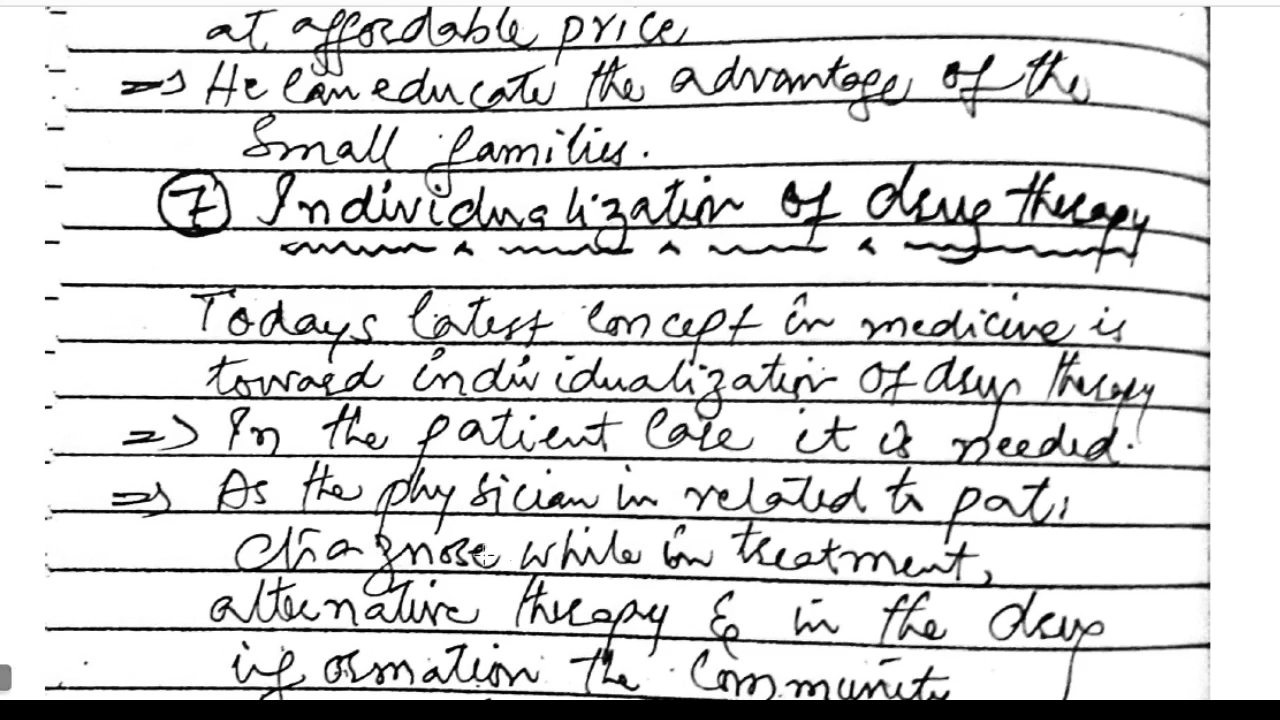 at affordable price
=> He can educate the advantage of the
Small families.
7 Individualization of drug therapy
Todays latest concept in medicine is
toward individualization of drug therapy
=> In the patient Care it is needed.
=> As the physician in related to pati
diagnose while in treatment,
alternative therapy & in the drug
information the Community